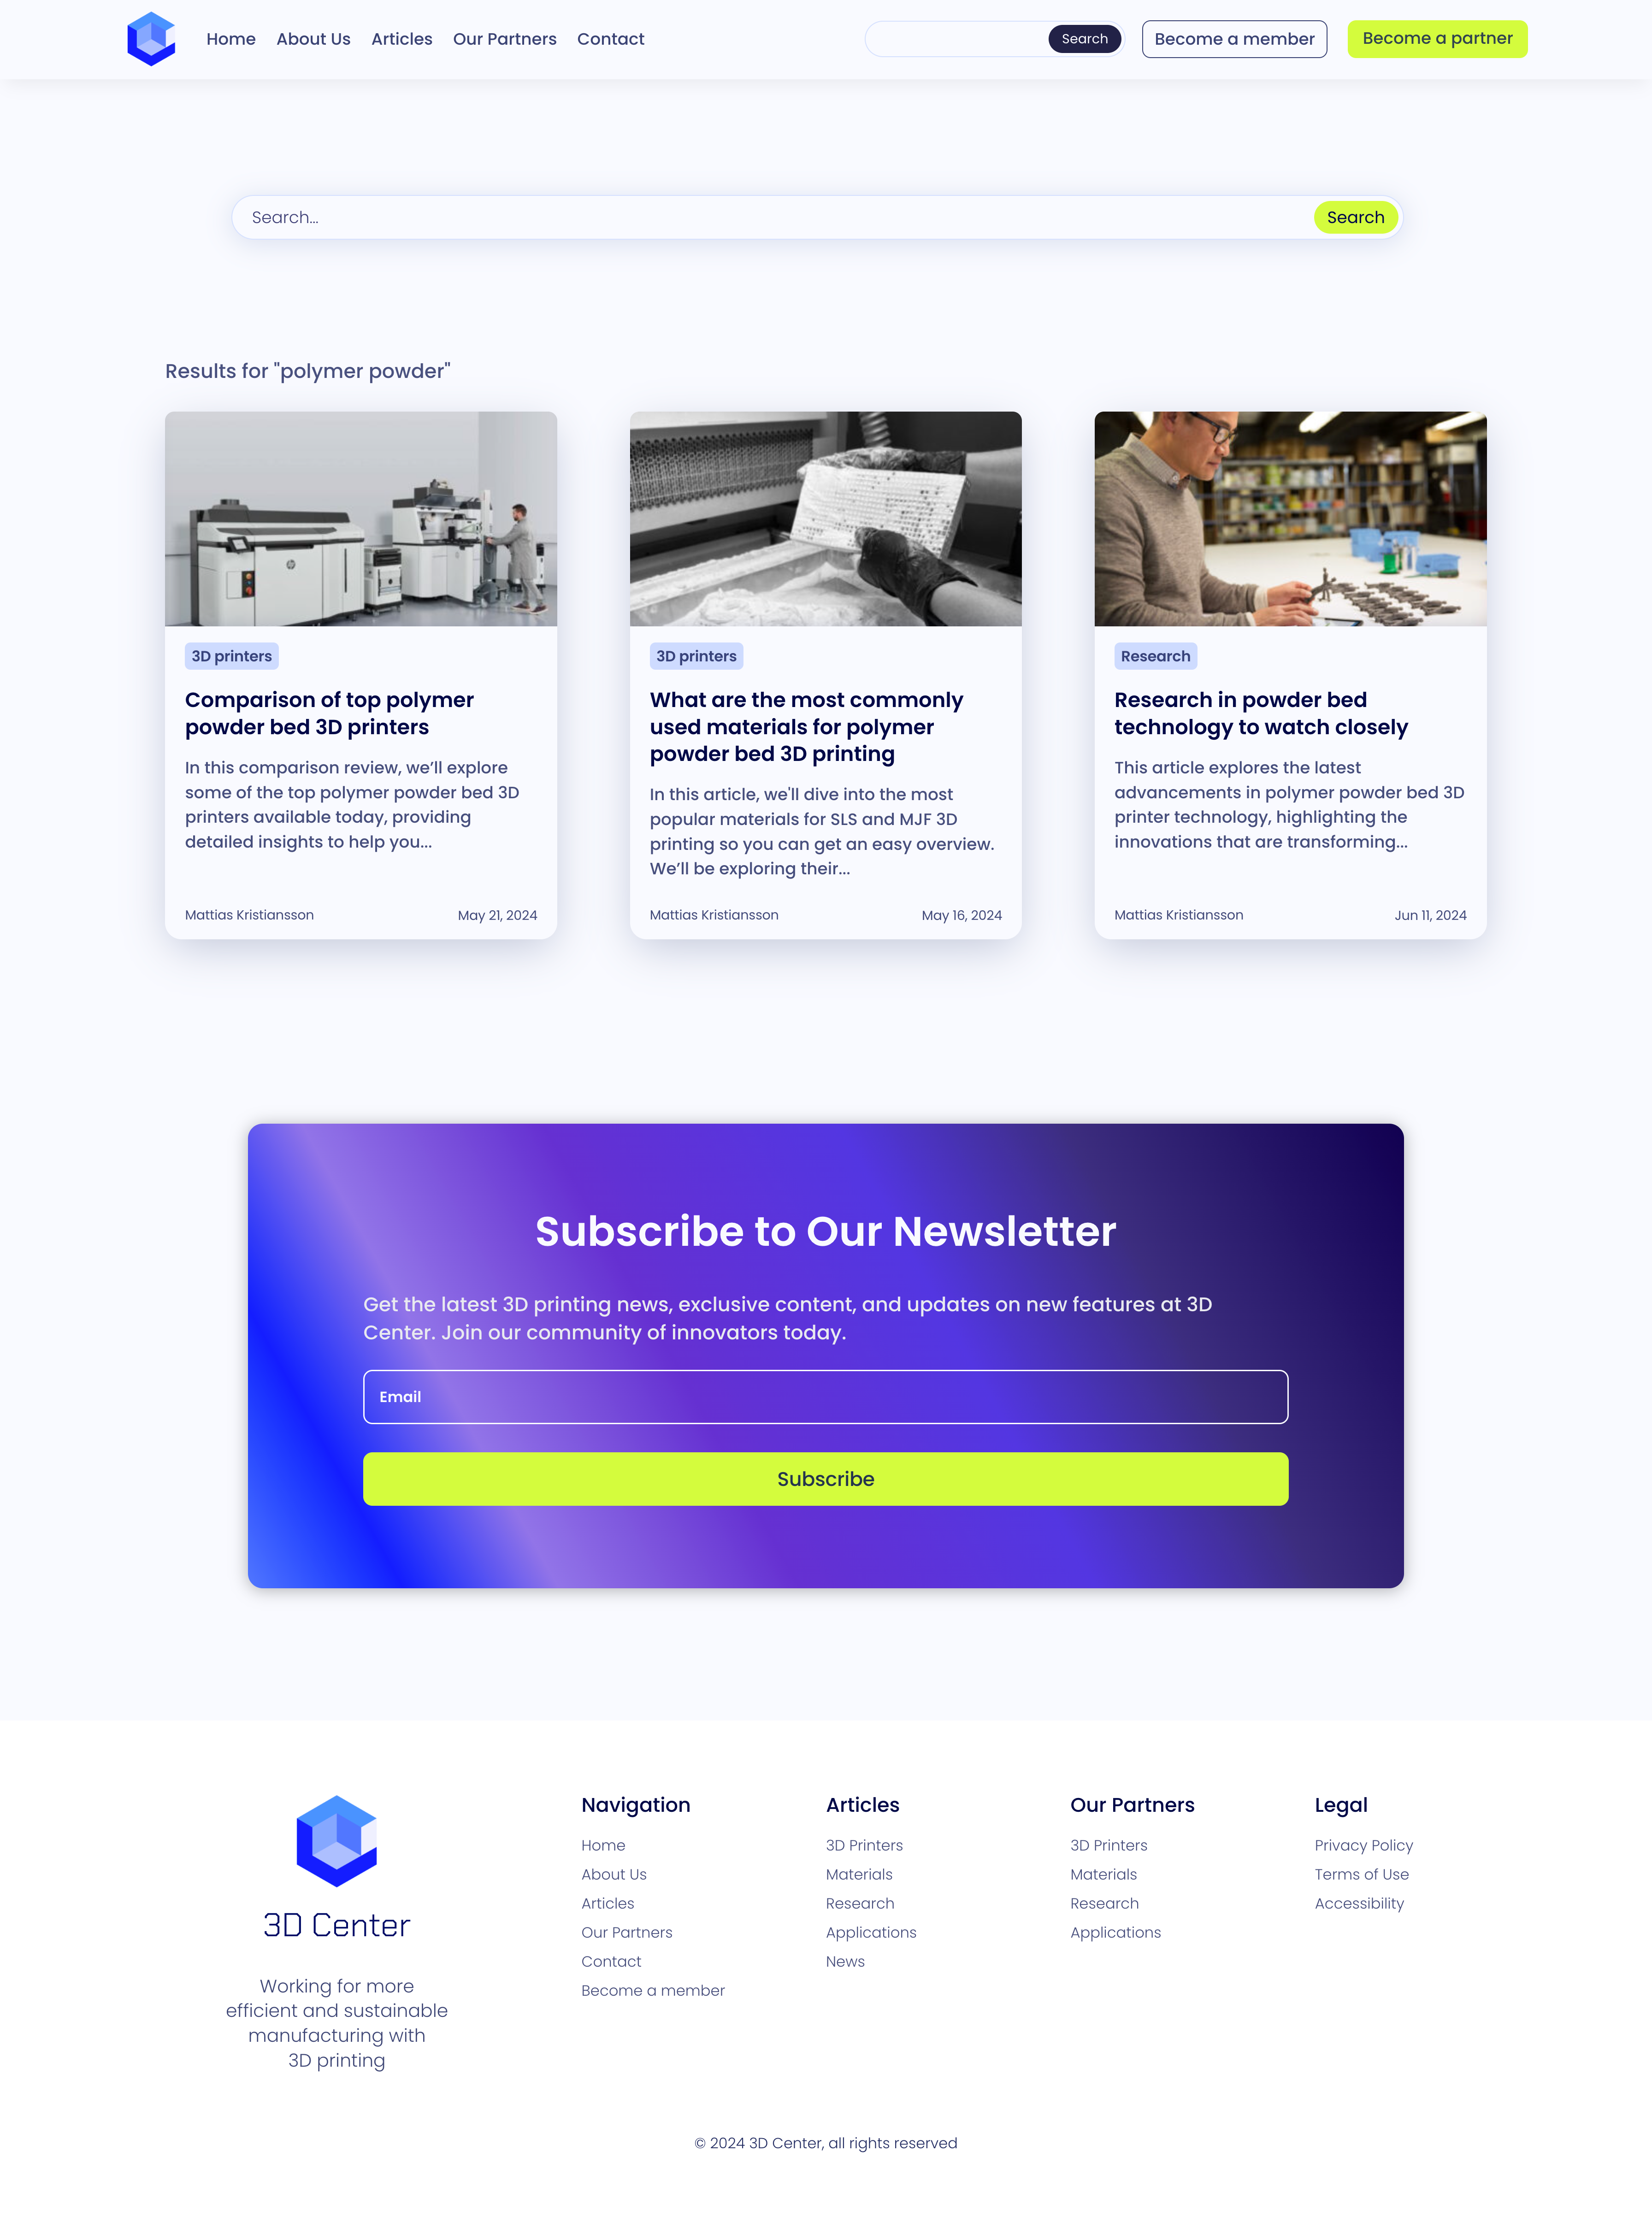 Home About Us Articles Our Partners Contact Search Become a member Become a partner
Search... Search
Results for "polymer powder"
3D printers
Comparison of top polymer
powder bed 3D printers
In this comparison review, we’ll explore
some of the top polymer powder bed 3D
printers available today, providing
detailed insights to help you...
Mattias Kristiansson May 21, 2024
3D printers
What are the most commonly
used materials for polymer
powder bed 3D printing
In this article, we'll dive into the most
popular materials for SLS and MJF 3D
printing so you can get an easy overview.
We’ll be exploring their...
Mattias Kristiansson May 16, 2024
Research
Research in powder bed
technology to watch closely
This article explores the latest
advancements in polymer powder bed 3D
printer technology, highlighting the
innovations that are transforming...
Mattias Kristiansson Jun 11, 2024
Subscribe to Our Newsletter
Get the latest 3D printing news, exclusive content, and updates on new features at 3D
Center. Join our community of innovators today.
Email
Subscribe
3D Center
Working for more
efficient and sustainable
manufacturing with
3D printing
Navigation
Home
About Us
Articles
Our Partners
Contact
Become a member
Articles
3D Printers
Materials
Research
Applications
News
Our Partners
3D Printers
Materials
Research
Applications
Legal
Privacy Policy
Terms of Use
Accessibility
© 2024 3D Center, all rights reserved